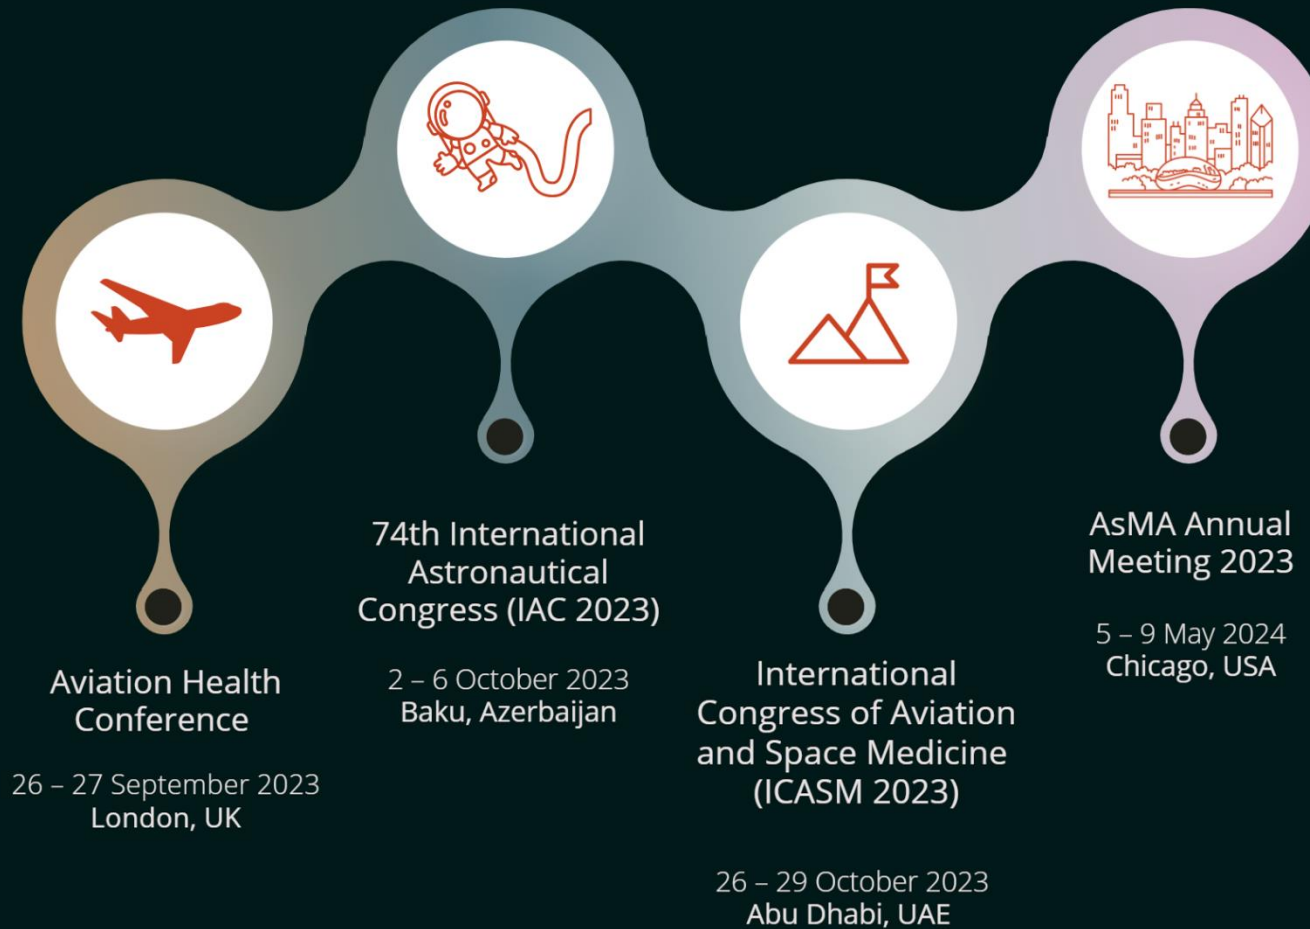 Aviation Health
Conference
26 – 27 September 2023
London, UK
74th International
Astronautical
Congress (IAC 2023)
2 – 6 October 2023
Baku, Azerbaijan
International
Congress of Aviation
and Space Medicine
(ICASM 2023)
26 – 29 October 2023
Abu Dhabi, UAE
AsMA Annual
Meeting 2023
5 – 9 May 2024
Chicago, USA